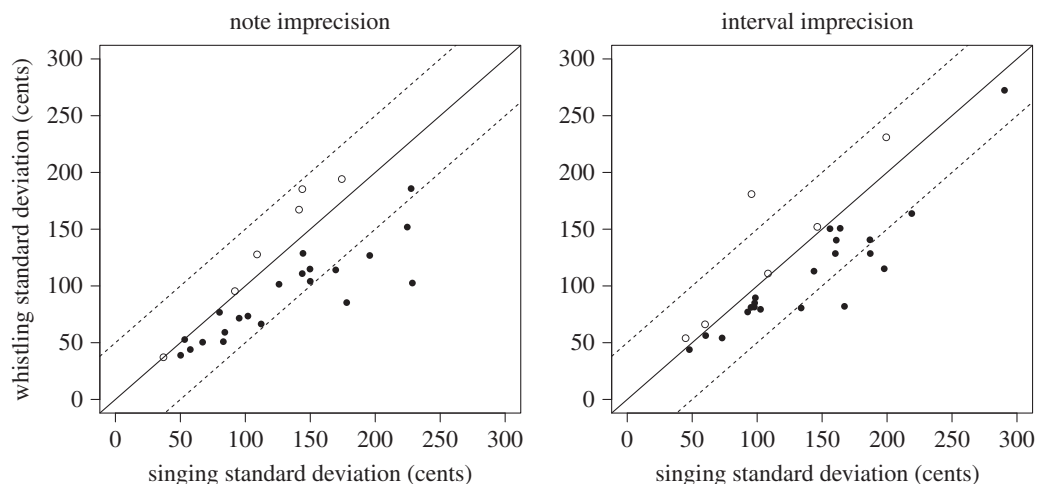 note imprecision
interval imprecision
whistling standard deviation (cents)
300
250
200
150
100
50
0
0 50 100 150 200 250 300
singing standard deviation (cents)
300
250
200
150
100
50
0
0 50 100 150 200 250 300
singing standard deviation (cents)